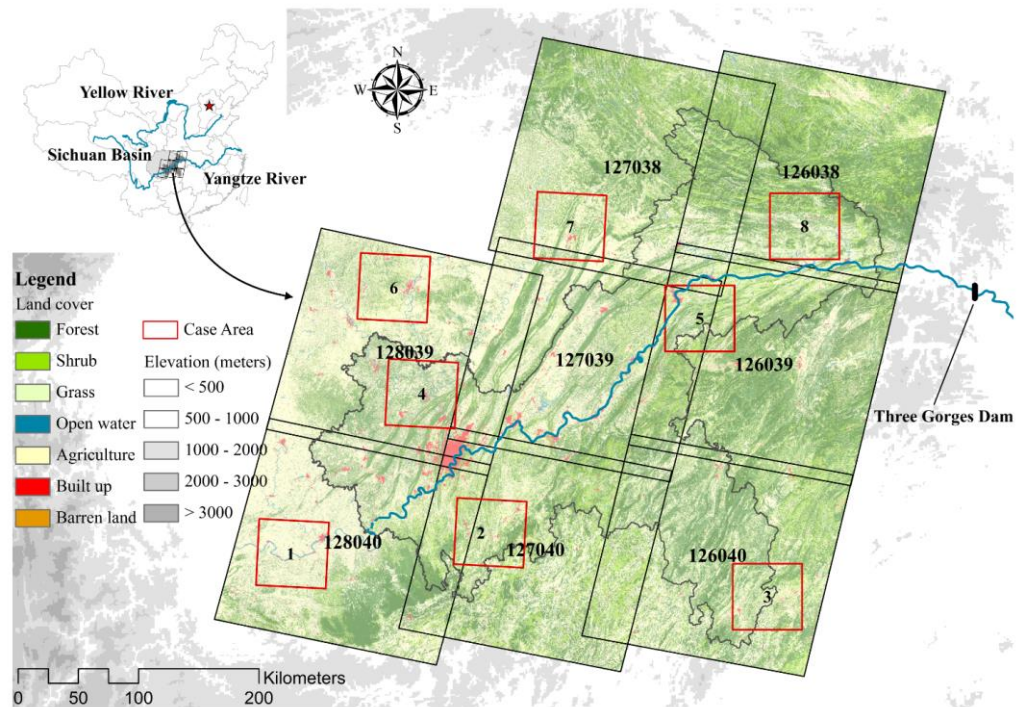 Yellow River
Sichuan Basin
Yangtze River
N
W E
S
127038
126038
7
8
Legend
Land cover
Forest
Shrub
Grass
Open water
Agriculture
Built up
Barren land
Case Area
Elevation (meters)
< 500
500 - 1000
1000 - 2000
2000 - 3000
> 3000
6
5
128039
127039
126039
4
Three Gorges Dam
1
128040
2
127040
126040
3
Kilometers
0 50 100 200